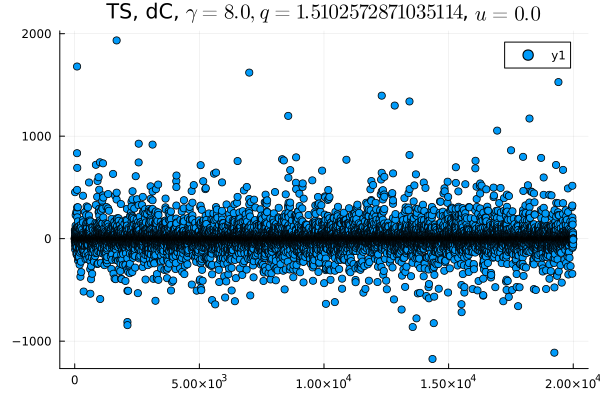 TS, dC, γ = 8.0, q = 1.5102572871035114, u = 0.0
y1
2000
1000
0
−1000
0 5.00×10³ 1.00×10⁴ 1.50×10⁴ 2.00×10⁴